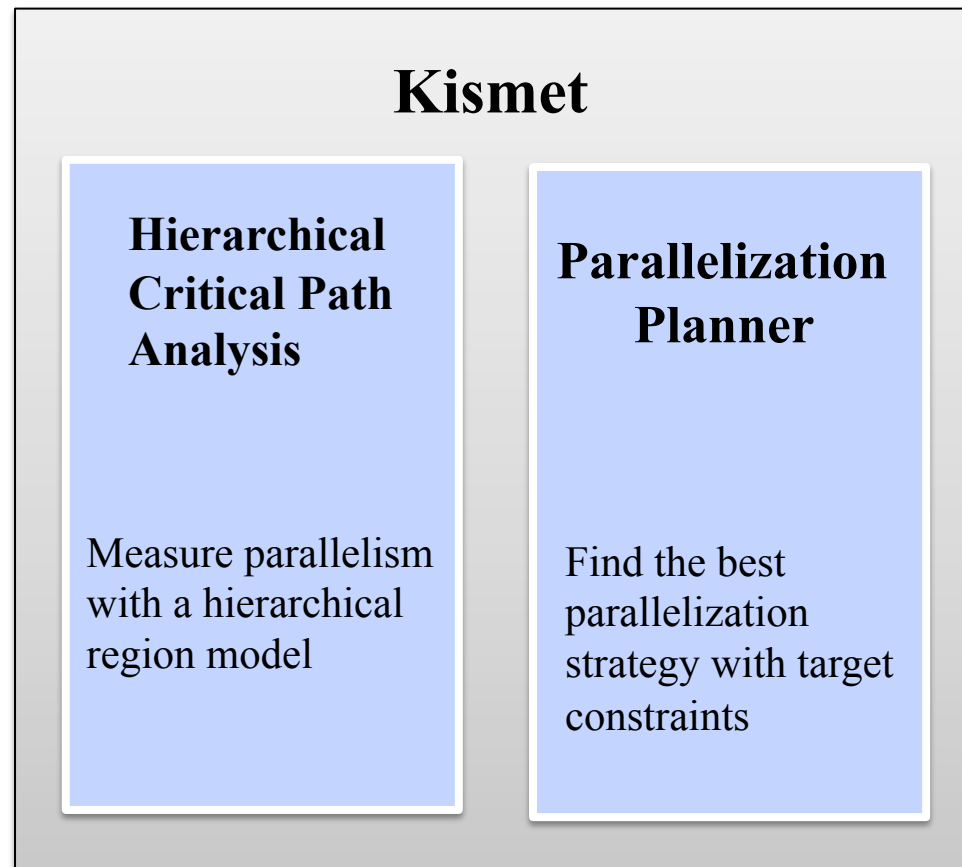 Kismet
Hierarchical
Critical Path
Analysis
Measure parallelism
with a hierarchical
region model
Parallelization
Planner
Find the best
parallelization
strategy with target
constraints